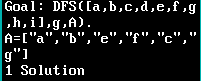 Goal: DFS([a,b,c,d,e,f,g
,h,i],g,A).
A=["a","b","e","f","c","
g"]
1 Solution